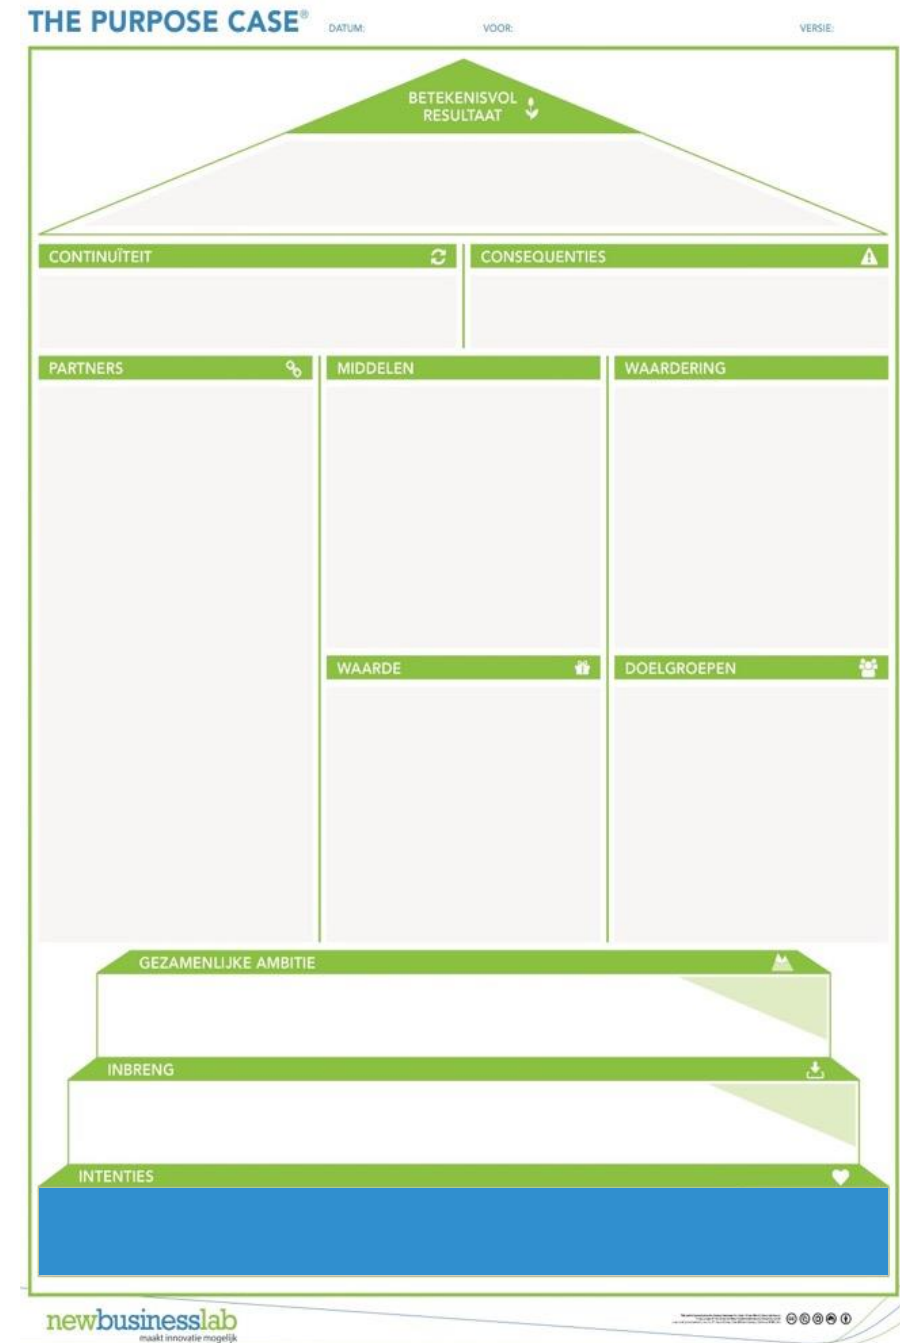 THE PURPOSE CASE®
DATUM:
VOOR:
VERSIE:
BETEKENISVOL
RESULTAAT
CONTINUÏTEIT
CONSEQUENTIES
PARTNERS
MIDDELEN
WAARDERING
WAARDE
DOELGROEPEN
GEZAMENLIJKE AMBITIE
INBRENG
INTENTIES
newbusinesslab
maakt innovatie mogelijk